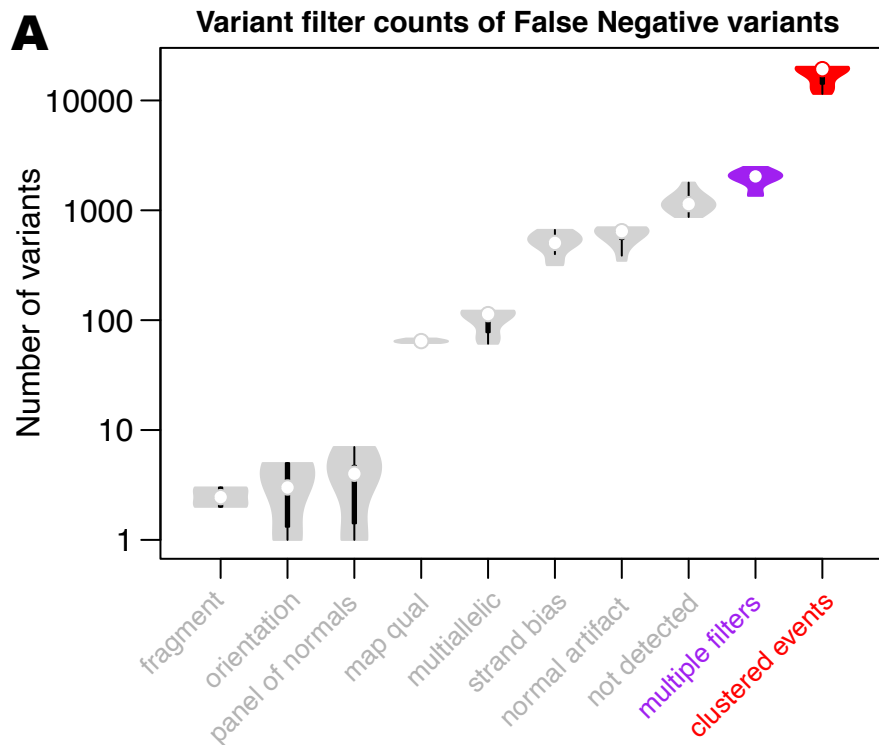 A
Variant filter counts of False Negative variants
Number of variants
10000
1000
100
10
1
fragment
orientation
panel of normals
map qual
multiallelic
strand bias
normal artifact
not detected
multiple filters
clustered events